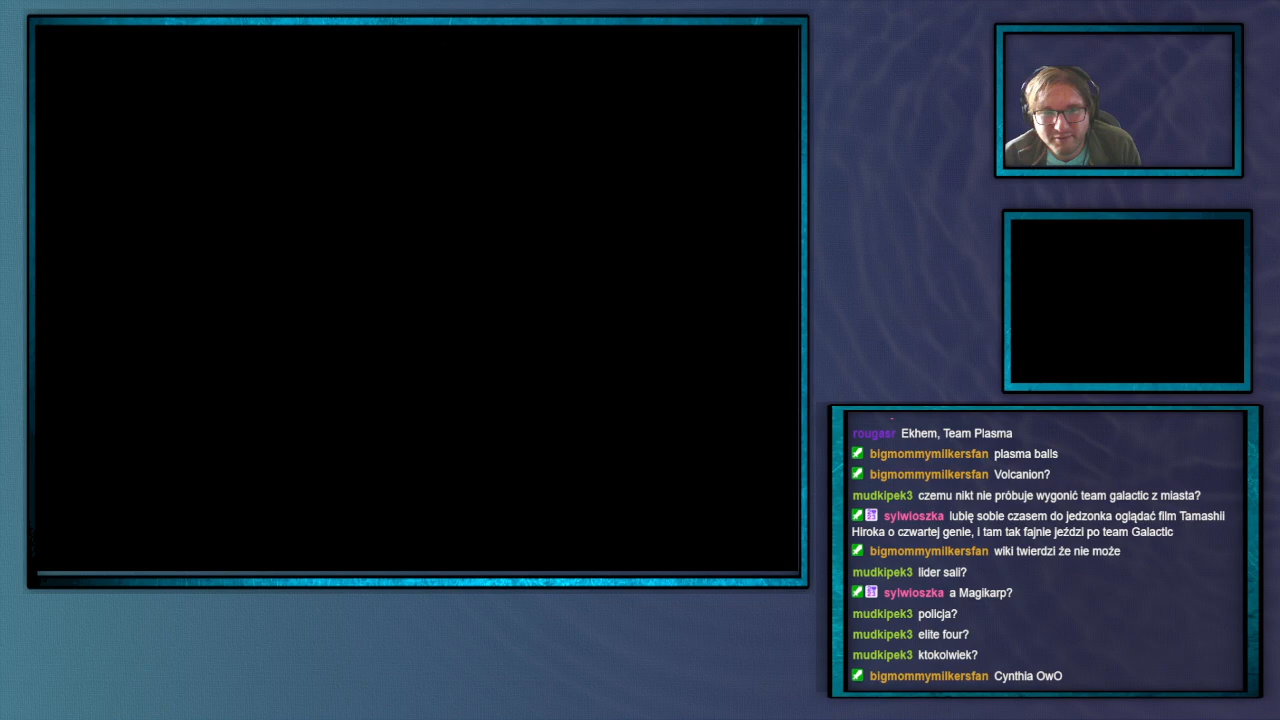 rougesr Ekhem, Team Plasma
bigmommymilkersfan plasma balls
bigmommymilkersfan Volcanion?
mudkipek3 czemu nikt nie próbuje wygonić team galactic z miasta?
sylwioszka lubię sobie czasem do jedzonka oglądać film Tamashii
Hiroka o czwartej genie, i tam tak fajnie jeździ po team Galactic
bigmommymilkersfan wiki twierdzi że nie może
mudkipek3 lider sali?
sylwioszka a Magikarp?
mudkipek3 policja?
mudkipek3 elite four?
mudkipek3 ktokolwiek?
bigmommymilkersfan Cynthia OwO